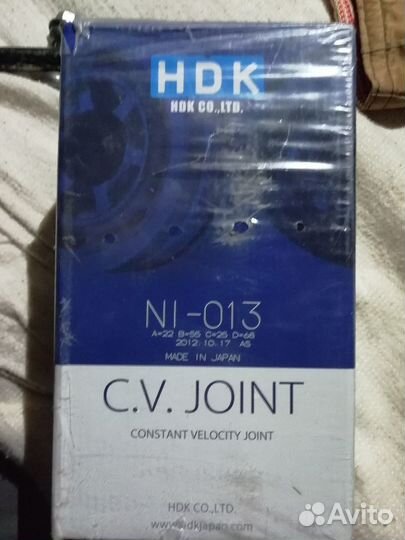 HDK
HDK CO.,LTD.
NI-013
A=22 B=55 C=25 D=68
2012.10.17 AS
MADE IN JAPAN
C.V. JOINT
CONSTANT VELOCITY JOINT
HDK CO.,LTD.
www.hdkjapan.com
Avito